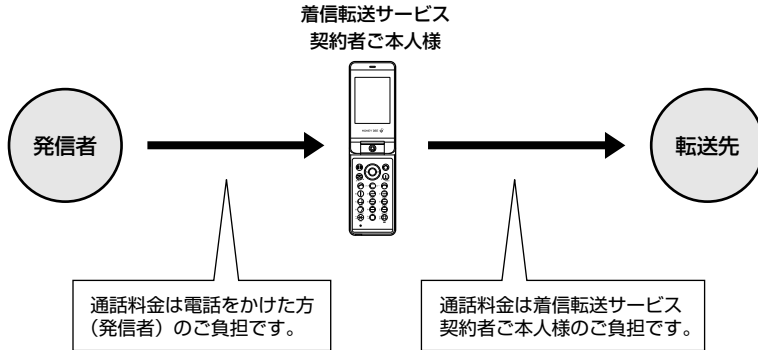 着信転送サービス
契約者ご本人様
発信者
転送先
通話料金は電話をかけた方
（発信者）のご負担です。
通話料金は着信転送サービス
契約者ご本人様のご負担です。